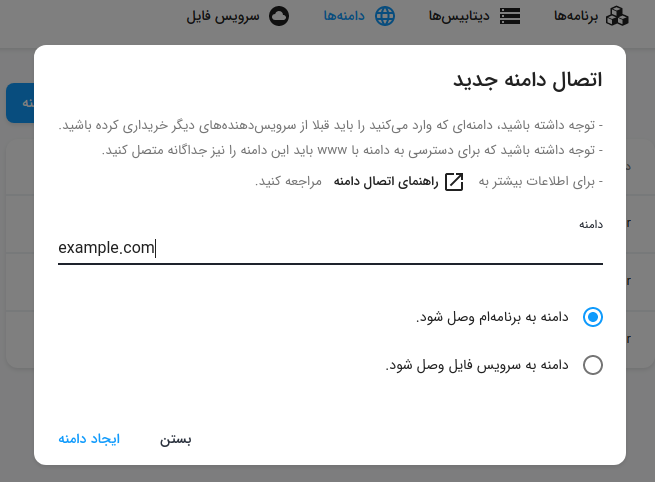 برنامه‌ها
دیتابیس‌ها
دامنه‌ها
سرویس فایل
اتصال دامنه جدید
- توجه داشته باشید، دامنه‌ای که وارد می‌کنید را باید قبلا از سرویس‌دهنده‌های دیگر خریداری کرده باشید.
- توجه داشته باشید که برای دسترسی به دامنه با www باید این دامنه را نیز جداگانه متصل کنید.
- برای اطلاعات بیشتر به راهنمای اتصال دامنه مراجعه کنید.
دامنه
example.com
دامنه به برنامه‌ام وصل شود.
دامنه به سرویس فایل وصل شود.
بستن
ایجاد دامنه